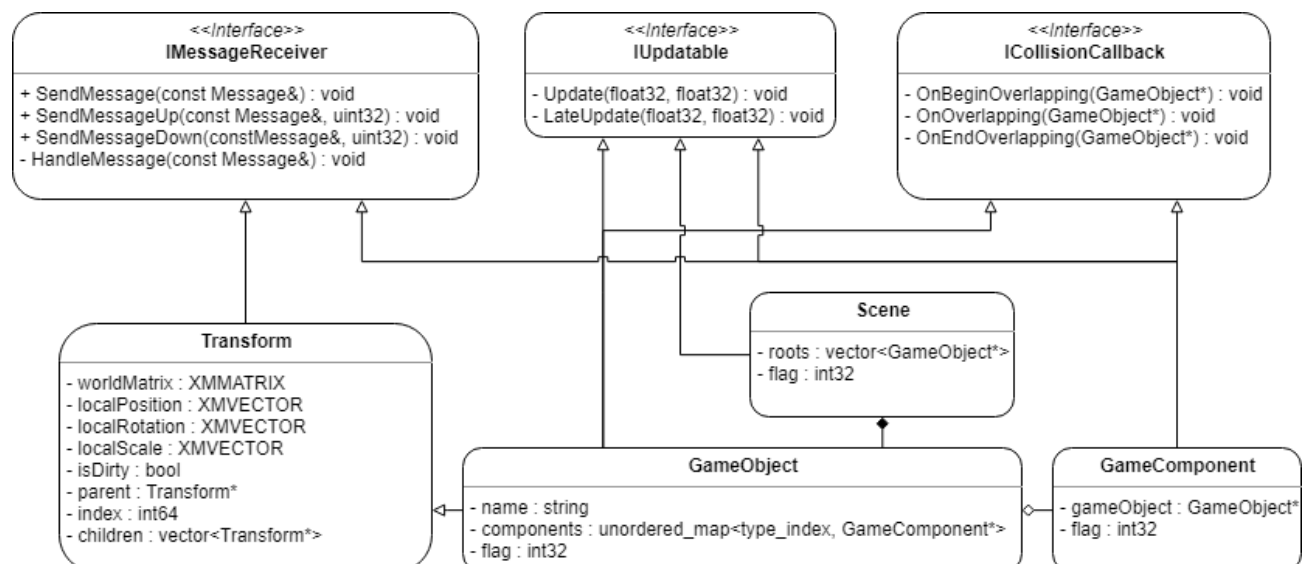 <<Interface>>
IMessageReceiver
+ SendMessage(const Message&) : void
+ SendMessageUp(const Message&, uint32) : void
+ SendMessageDown(constMessage&, uint32) : void
- HandleMessage(const Message&) : void
<<Interface>>
IUpdatable
- Update(float32, float32) : void
- LateUpdate(float32, float32) : void
<<Interface>>
ICollisionCallback
- OnBeginOverlapping(GameObject*) : void
- OnOverlapping(GameObject*) : void
- OnEndOverlapping(GameObject*) : void
Transform
- worldMatrix : XMMATRIX
- localPosition : XMVECTOR
- localRotation : XMVECTOR
- localScale : XMVECTOR
- isDirty : bool
- parent : Transform*
- index : int64
- children : vector<Transform*>
Scene
- roots : vector<GameObject*>
- flag : int32
GameObject
- name : string
- components : unordered_map<type_index, GameComponent*>
- flag : int32
GameComponent
- gameObject : GameObject*
- flag : int32